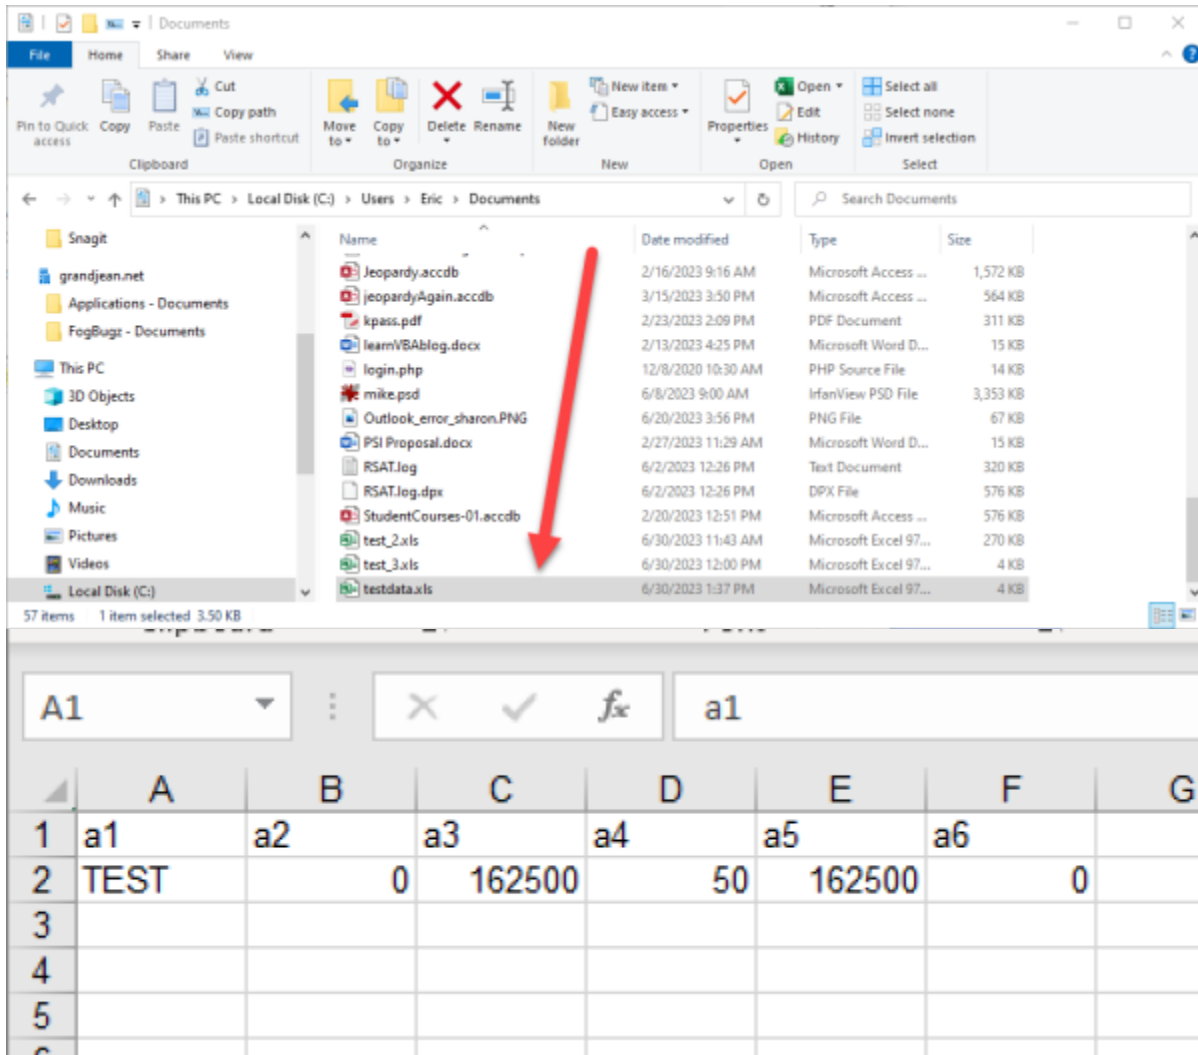 Documents
File Home Share View
Pin to Quick access Copy Paste Cut Copy path Paste shortcut Move to Copy to Delete Rename New folder New item Easy access Properties Open Edit History Select all Select none Invert selection
Clipboard Organize New Open Select
This PC > Local Disk (C:) > Users > Eric > Documents Search Documents
Snagit
grandjean.net
Applications - Documents
FogBugz - Documents
This PC
3D Objects
Desktop
Documents
Downloads
Music
Pictures
Videos
Local Disk (C:)
Name Date modified Type Size
Jeopardy.accdb 2/16/2023 9:16 AM Microsoft Access ... 1,572 KB
jeopardyAgain.accdb 3/15/2023 3:50 PM Microsoft Access ... 564 KB
kpass.pdf 2/23/2023 2:09 PM PDF Document 311 KB
learnVBAblog.docx 2/13/2023 4:25 PM Microsoft Word D... 15 KB
login.php 12/8/2020 10:30 AM PHP Source File 14 KB
mike.psd 6/8/2023 9:00 AM IrfanView PSD File 3,353 KB
Outlook_error_sharon.PNG 6/20/2023 3:56 PM PNG File 67 KB
PSI Proposal.docx 2/27/2023 11:29 AM Microsoft Word D... 15 KB
RSAT.log 6/2/2023 12:26 PM Text Document 320 KB
RSAT.log.dpx 6/2/2023 12:26 PM DPX File 576 KB
StudentCourses-01.accdb 2/20/2023 12:51 PM Microsoft Access ... 576 KB
test_2.xls 6/30/2023 11:43 AM Microsoft Excel 97... 270 KB
test_3.xls 6/30/2023 12:00 PM Microsoft Excel 97... 4 KB
testdata.xls 6/30/2023 1:37 PM Microsoft Excel 97... 4 KB
57 items 1 item selected 3.50 KB
A1 fx a1
A B C D E F G
1 a1 a2 a3 a4 a5 a6
2 TEST 0 162500 50 162500 0
3
4
5